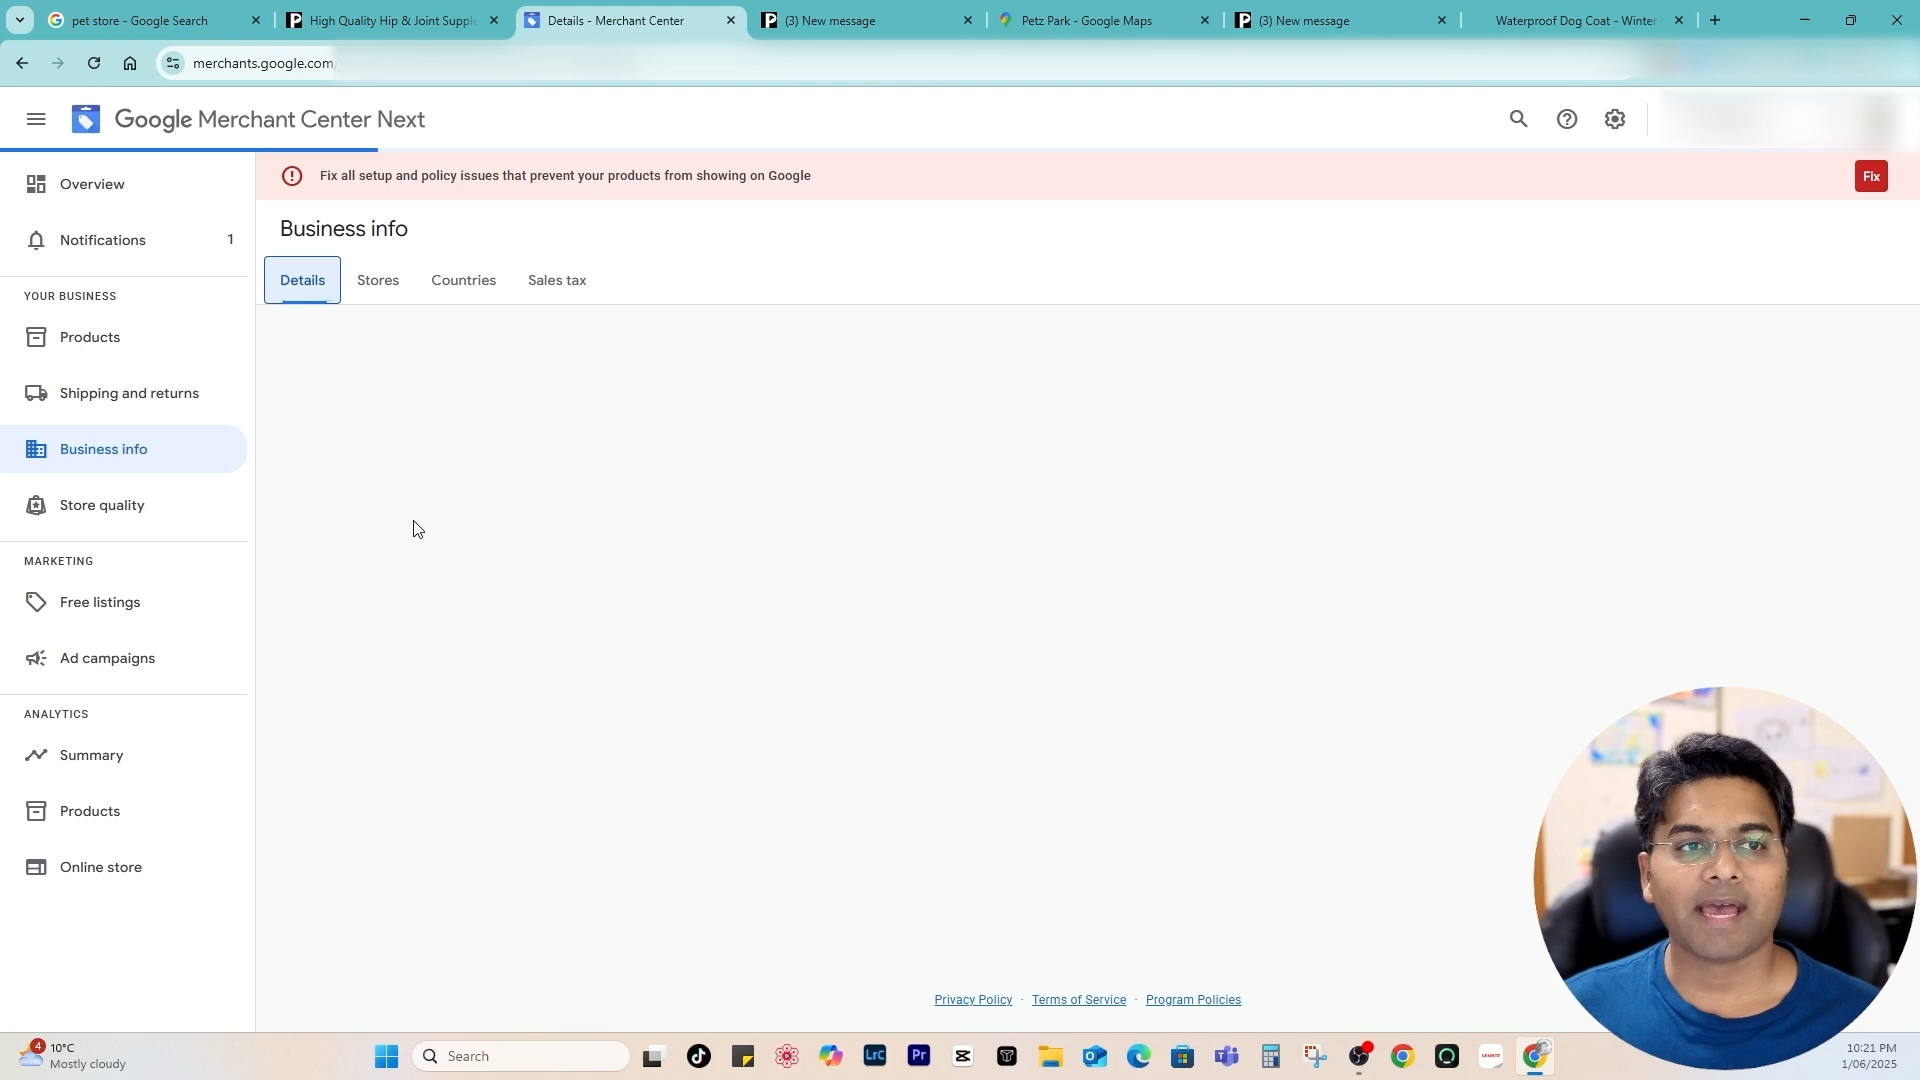 pet store - Google Search
High Quality Hip & Joint Supple
Details - Merchant Center
(3) New message
Petz Park - Google Maps
(3) New message
Waterproof Dog Coat - Winter
merchants.google.com/
Google Merchant Center Next
Overview
Notifications 1
YOUR BUSINESS
Products
Shipping and returns
Business info
Store quality
MARKETING
Free listings
Ad campaigns
ANALYTICS
Summary
Products
Online store
Fix all setup and policy issues that prevent your products from showing on Google
Fix
Business info
Details Stores Countries Sales tax
Privacy Policy · Terms of Service · Program Policies
4
10°C
Mostly cloudy
Search
LrC
Pr
10:21 PM
1/06/2025